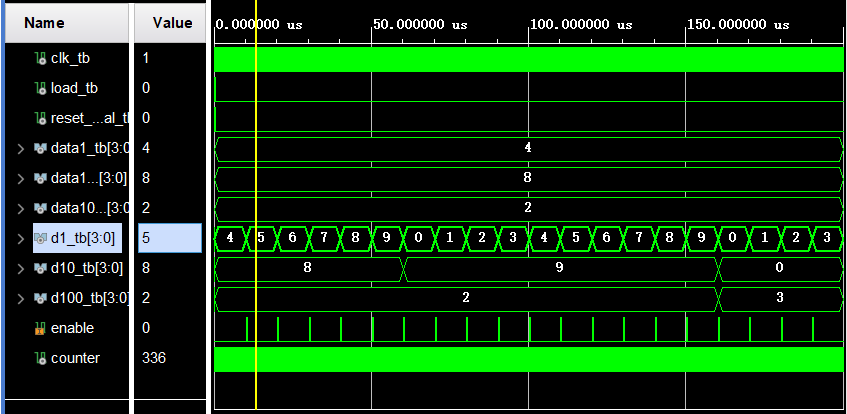 Name Value 0.000000 us 50.000000 us 100.000000 us 150.000000 us
clk_tb 1
load_tb 0
reset_...al_tb 0
data1_tb[3:0] 4 4
data1...[3:0] 8 8
data10...[3:0 2 2
d1_tb[3:0] 5 4 5 6 7 8 9 0 1 2 3 4 5 6 7 8 9 0 1 2 3
d10_tb[3:0] 8 8 9 0
d100_tb[3:0] 2 2 3
enable 0
counter 336